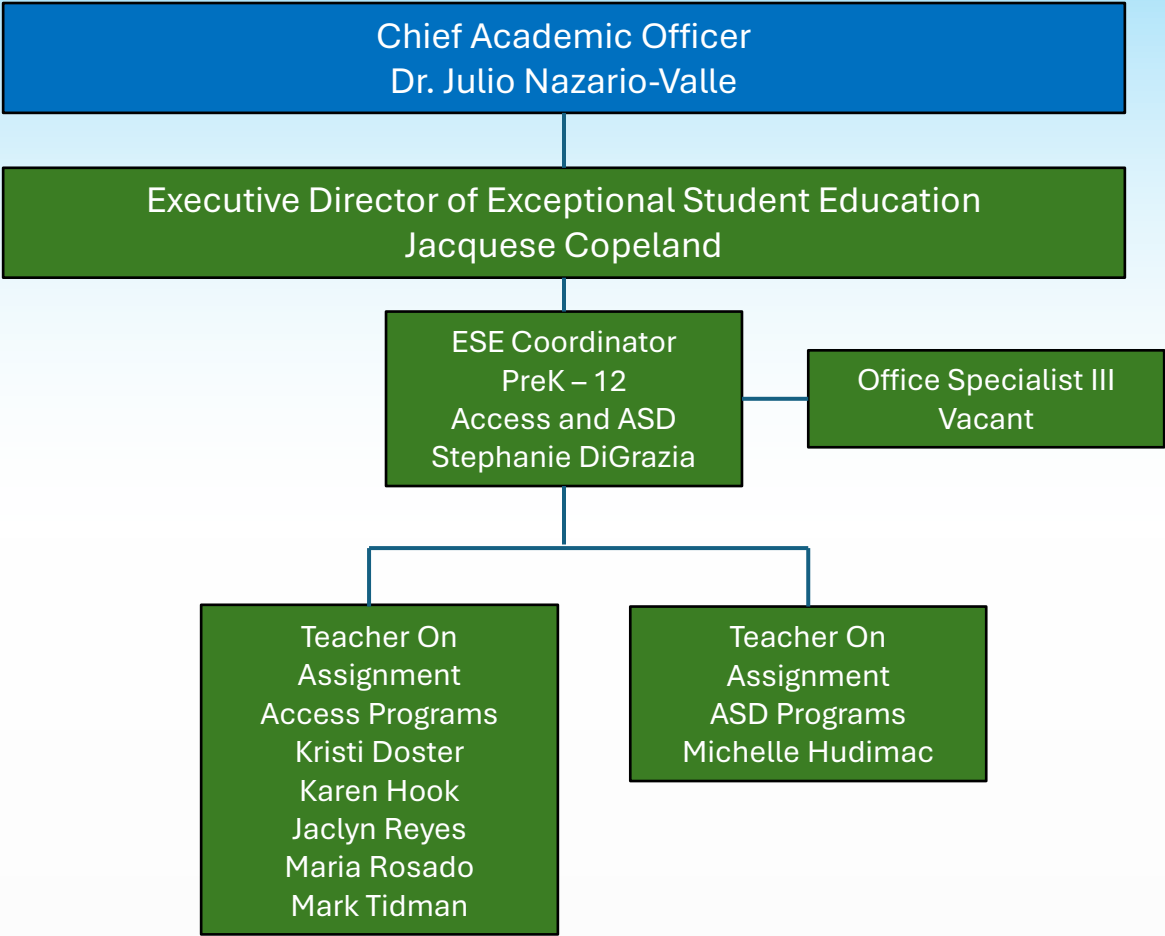 Chief Academic Officer
Dr. Julio Nazario-Valle
Executive Director of Exceptional Student Education
Jacquese Copeland
ESE Coordinator
PreK – 12
Access and ASD
Stephanie DiGrazia
Office Specialist III
Vacant
Teacher On
Assignment
Access Programs
Kristi Doster
Karen Hook
Jaclyn Reyes
Maria Rosado
Mark Tidman
Teacher On
Assignment
ASD Programs
Michelle Hudimac